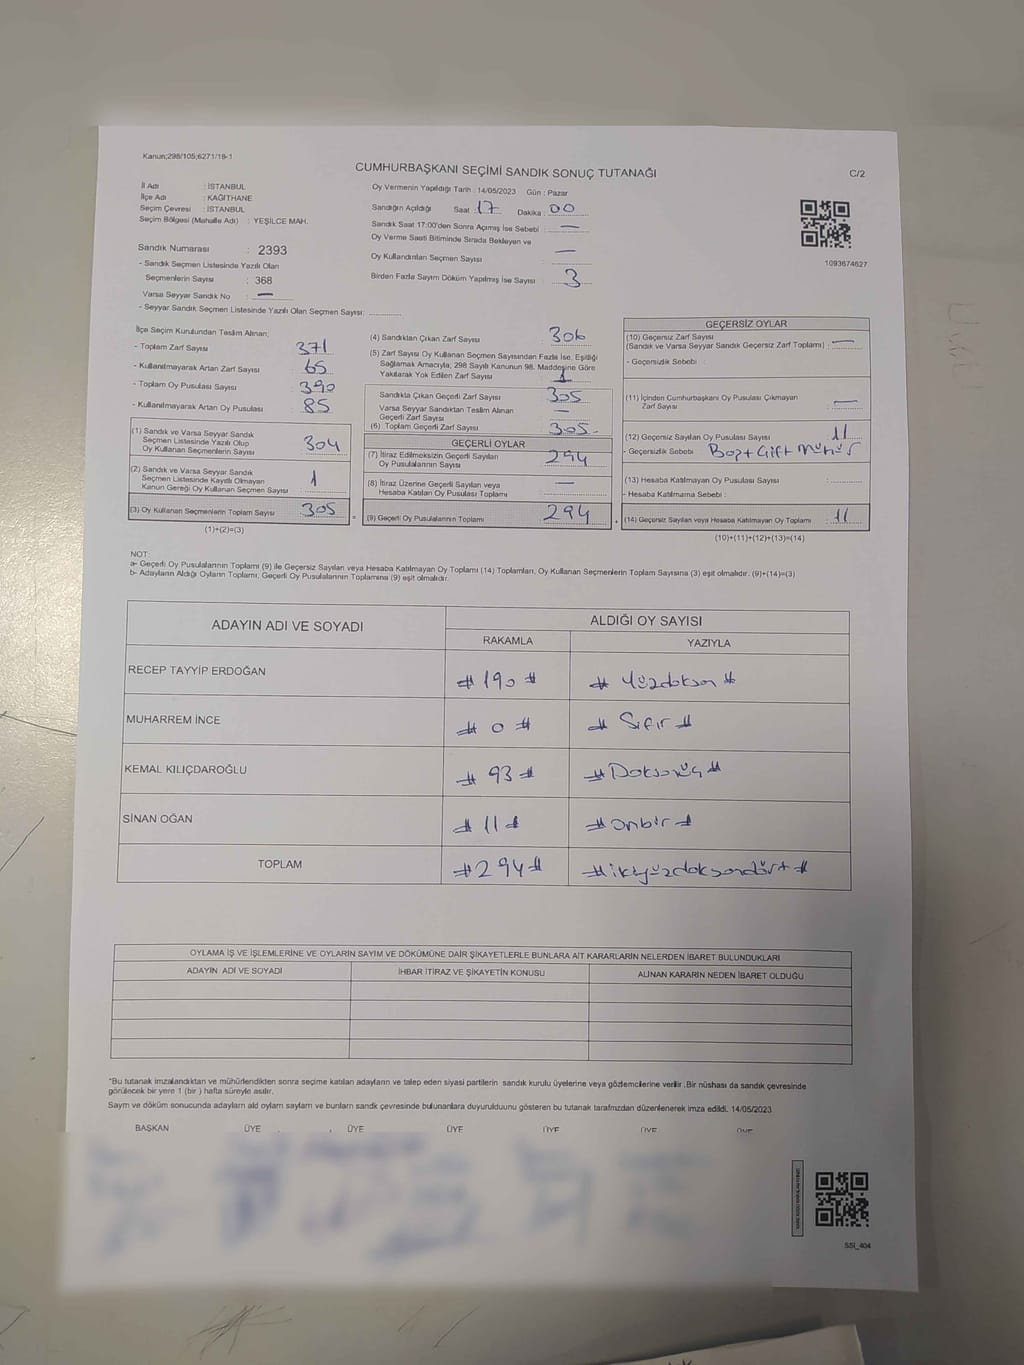 Kanun;298/105;6271/18-1
CUMHURBAŞKANI SEÇİMİ SANDIK SONUÇ TUTANAĞI
C/2
İl Adı : İSTANBUL
İlçe Adı : KAĞITHANE
Seçim Çevresi : İSTANBUL
Seçim Bölgesi (Mahalle Adı) : YEŞİLCE MAH.
Sandık Numarası : 2393
- Sandık Seçmen Listesinde Yazılı Olan
Seçmenlerin Sayısı : 368
Varsa Seyyar Sandık No : —
- Seyyar Sandık Seçmen Listesinde Yazılı Olan Seçmen Sayısı:
Oy Vermenin Yapıldığı Tarih : 14/05/2023 Gün : Pazar
Sandığın Açıldığı Saat : 17 Dakika : 00
Sandık Saat 17:00'den Sonra Açımış İse Sebebi : —
Oy Verme Saati Bitiminde Sırada Bekleyen ve
Oy Kullandırılan Seçmen Sayısı : —
Birden Fazla Sayım Döküm Yapılmış İse Sayısı : 3
1093674627
İlçe Seçim Kurulundan Teslim Alınan;
- Toplam Zarf Sayısı 371
- Kullanılmayarak Artan Zarf Sayısı 65
- Toplam Oy Pusulası Sayısı 390
- Kullanılmayarak Artan Oy Pusulası 85
(1) Sandık ve Varsa Seyyar Sandık
Seçmen Listesinde Yazılı Olup
Oy Kullanan Seçmenlerin Sayısı 304
(2) Sandık ve Varsa Seyyar Sandık
Seçmen Listesinde Kayıtlı Olmayan
Kanun Gereği Oy Kullanan Seçmen Sayısı 1
(3) Oy Kullanan Seçmenlerin Toplam Sayısı 305
(1)+(2)=(3)
(4) Sandıktan Çıkan Zarf Sayısı 306
(5) Zarf Sayısı Oy Kullanan Seçmen Sayısından Fazla İse, Eşitliği
Sağlamak Amacıyla; 298 Sayılı Kanunun 98. Maddesine Göre
Yakılarak Yok Edilen Zarf Sayısı 1
Sandıkta Çıkan Geçerli Zarf Sayısı 305
Varsa Seyyar Sandıktan Teslim Alınan
Geçerli Zarf Sayısı —
(6) Toplam Geçerli Zarf Sayısı 305
GEÇERLİ OYLAR
(7) İtiraz Edilmeksizin Geçerli Sayılan
Oy Pusulalarının Sayısı 294
(8) İtiraz Üzerine Geçerli Sayılan veya
Hesaba Katılan Oy Pusulası Toplamı —
(9) Geçerli Oy Pusulalarının Toplamı 294
GEÇERSİZ OYLAR
(10) Geçersiz Zarf Sayısı
(Sandık ve Varsa Seyyar Sandık Geçersiz Zarf Toplamı) : —
- Geçersizlik Sebebi :
(11) İçinden Cumhurbaşkanı Oy Pusulası Çıkmayan
Zarf Sayısı —
(12) Geçersiz Sayılan Oy Pusulası Sayısı : 11
- Geçersizlik Sebebi Boş + Çift Mühür
(13) Hesaba Katılmayan Oy Pusulası Sayısı :
- Hesaba Katılmama Sebebi :
(14) Geçersiz Sayılan veya Hesaba Katılmayan Oy Toplamı : 11
(10)+(11)+(12)+(13)=(14)
NOT:
a- Geçerli Oy Pusulalarının Toplamı (9) ile Geçersiz Sayılan veya Hesaba Katılmayan Oy Toplamı (14) Toplamları, Oy Kullanan Seçmenlerin Toplam Sayısına (3) eşit olmalıdır. (9)+(14)=(3)
b- Adayların Aldığı Oyların Toplamı, Geçerli Oy Pusulalarının Toplamına (9) eşit olmalıdır.
ADAYIN ADI VE SOYADI
ALDIĞI OY SAYISI
RAKAMLA YAZIYLA
RECEP TAYYİP ERDOĞAN # 190 # # Yüzdoksan #
MUHARREM İNCE # 0 # # Sıfır #
KEMAL KILIÇDAROĞLU # 93 # # Doksanüç #
SİNAN OĞAN # 11 # # onbir #
TOPLAM # 294 # # ikiyüzdoksandört #
OYLAMA İŞ VE İŞLEMLERİNE VE OYLARIN SAYIM VE DÖKÜMÜNE DAİR ŞİKAYETLERLE BUNLARA AİT KARARLARIN NELERDEN İBARET BULUNDUKLARI
ADAYIN ADI VE SOYADI İHBAR İTİRAZ VE ŞİKAYETİN KONUSU ALINAN KARARIN NEDEN İBARET OLDUĞU
*Bu tutanak imzalandıktan ve mühürlendikten sonra seçime katılan adayların ve talep eden siyasi partilerin sandık kurulu üyelerine veya gözlemcilerine verilir .Bir nüshası da sandık çevresinde
görülecek bir yere 1 (bir ) hafta süreyle asılır.
Sayım ve döküm sonucunda adayların ald oyların sayların ve bunların sandk çevresinde bulunanlara duyurulduunu gösteren bu tutanak tarafmzdan düzenlenerek imza edildi. 14/05/2023
BAŞKAN ÜYE ÜYE ÜYE ÜYE ÜYE ÜYE
SSİ_404